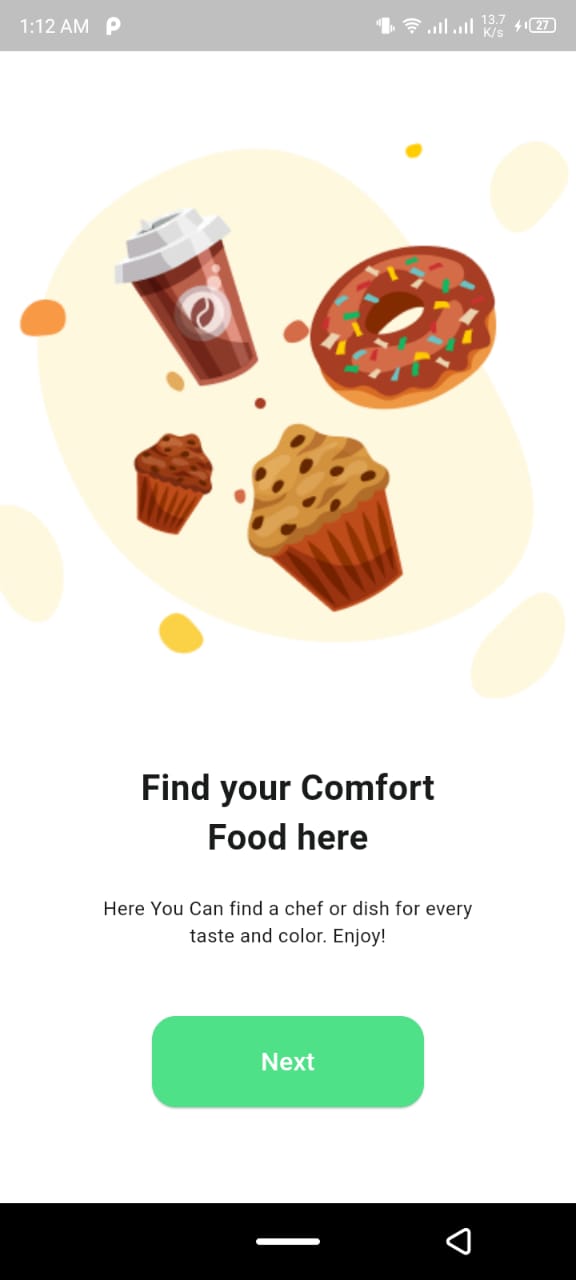 1:12 AM
13.7
K/s
27
Find your Comfort
Food here
Here You Can find a chef or dish for every
taste and color. Enjoy!
Next